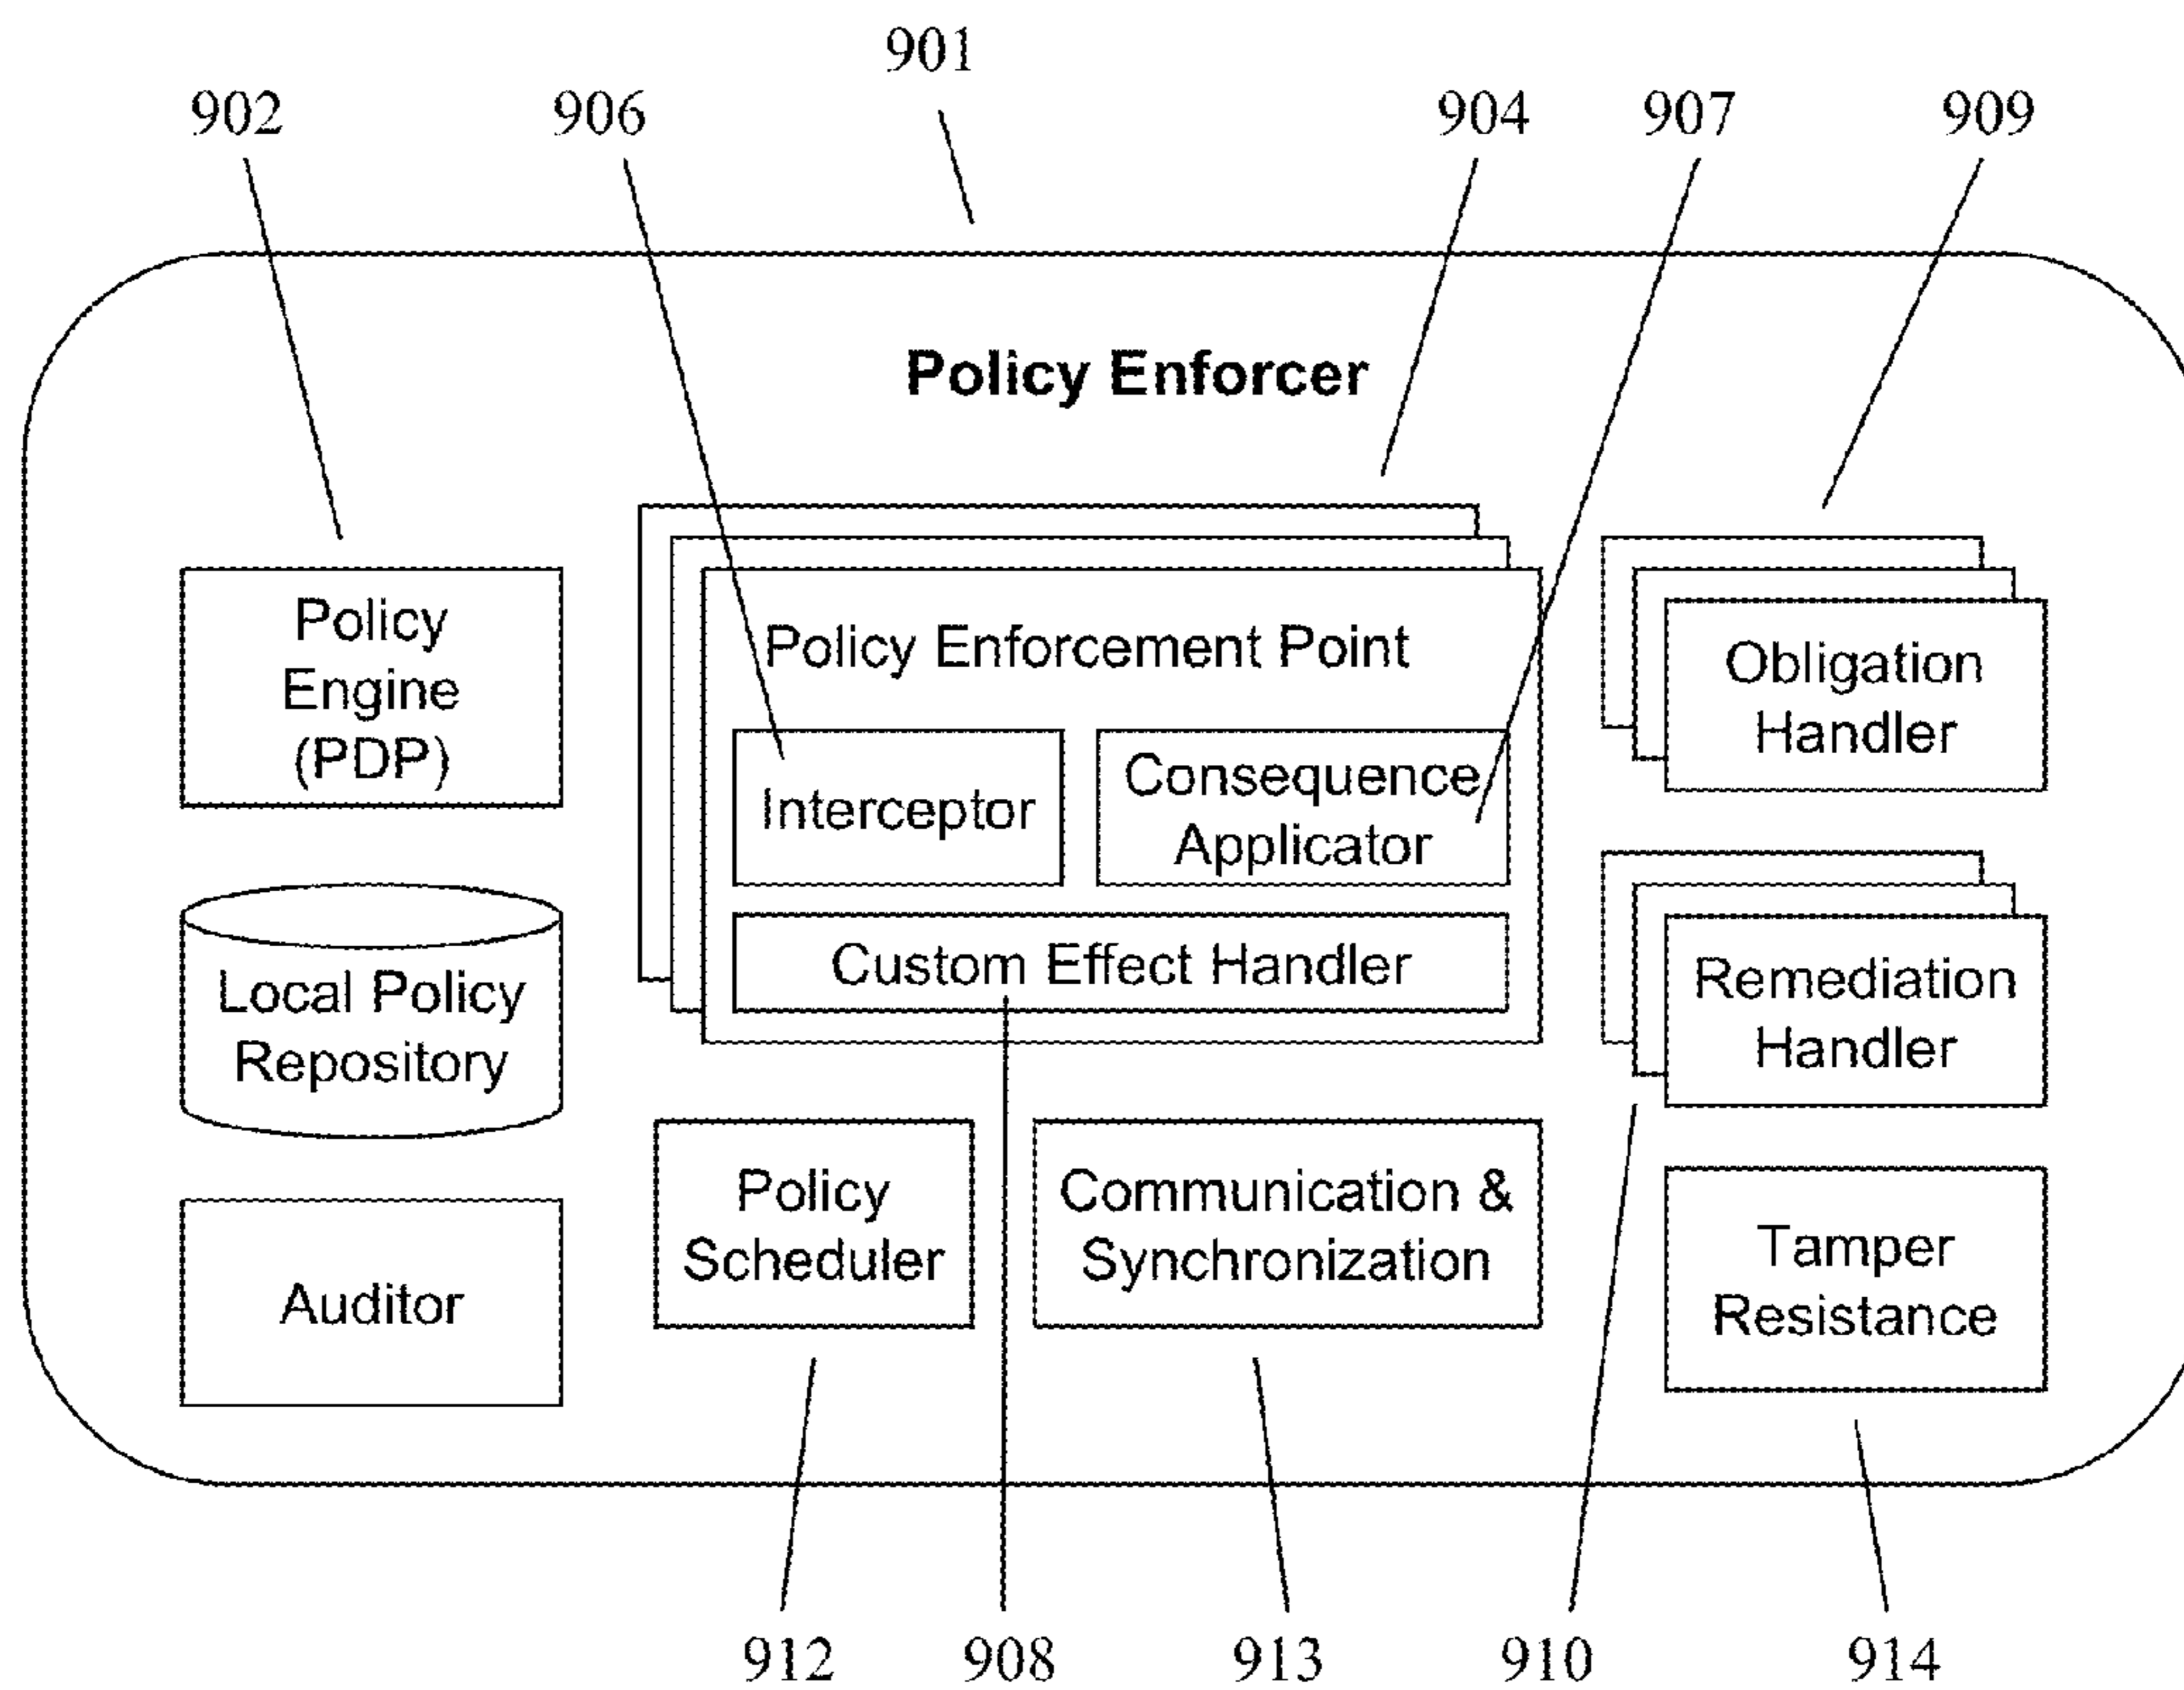 901
902
906
904
907
909
Policy Enforcer
Policy
Engine
(PDP)
Policy Enforcement Point
Interceptor
Consequence
Applicator
Custom Effect Handler
Obligation
Handler
Local Policy
Repository
Remediation
Handler
Auditor
Policy
Scheduler
Communication &
Synchronization
Tamper
Resistance
912
908
913
910
914